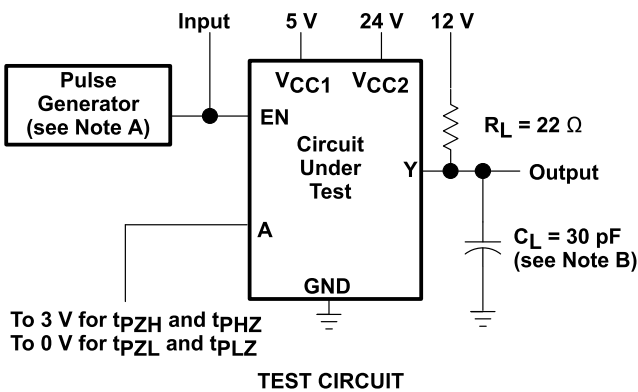 Input
5 V
24 V
12 V
Pulse
Generator
(see Note A)
VCC1
VCC2
EN
Circuit
Under
Test
RL = 22 Ω
Y
Output
A
CL = 30 pF
(see Note B)
GND
To 3 V for tPZH and tPHZ
To 0 V for tPZL and tPLZ
TEST CIRCUIT